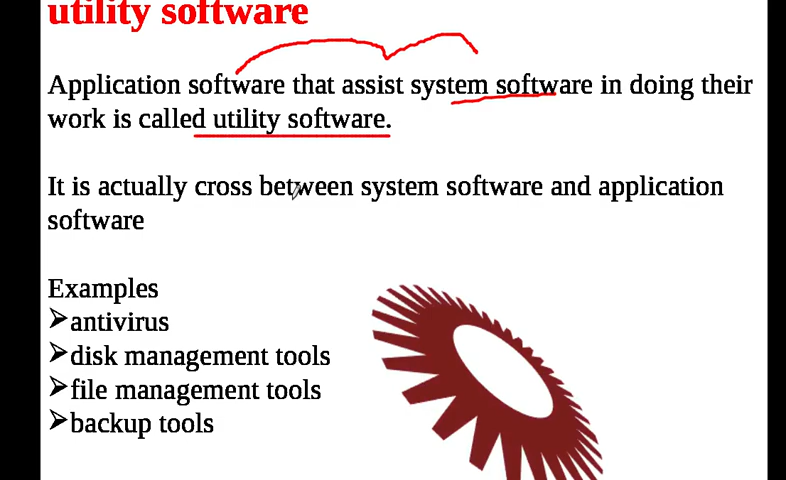 utility software
Application software that assist system software in doing their
work is called utility software.
It is actually cross between system software and application
software
Examples
➢antivirus
➢disk management tools
➢file management tools
➢backup tools